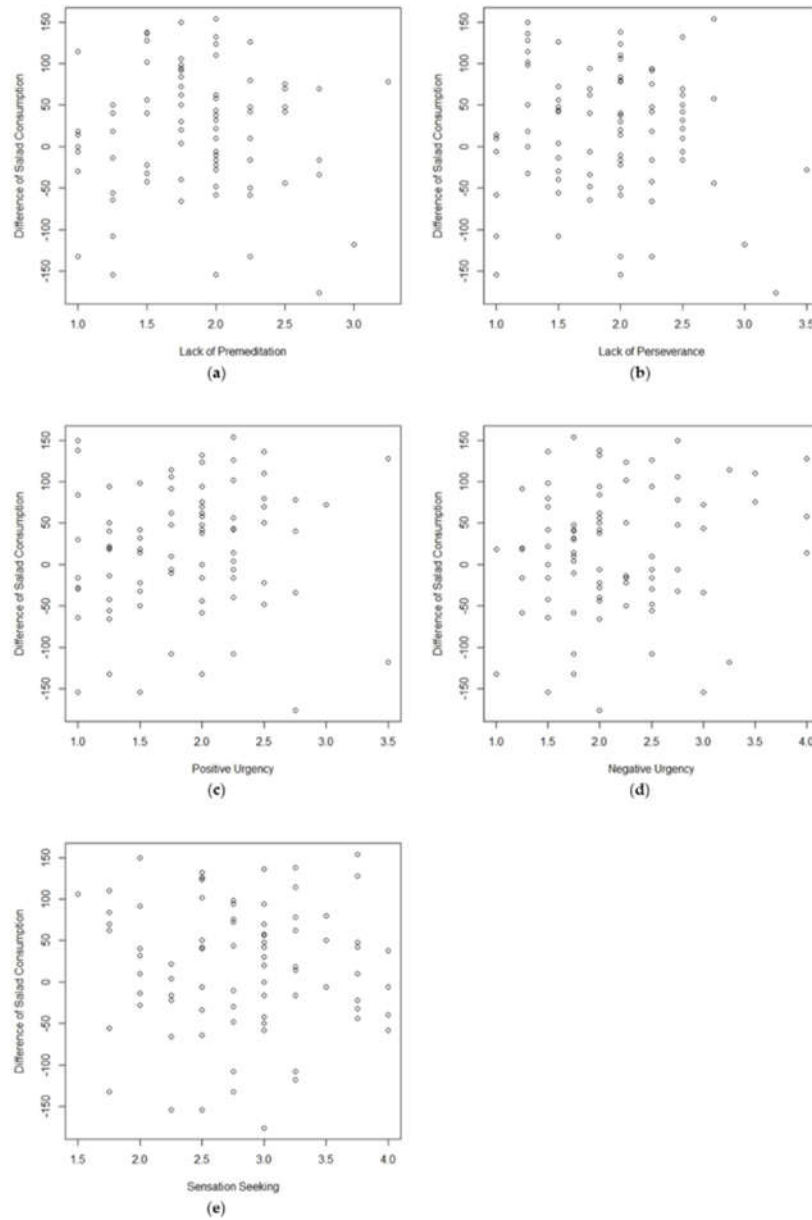 Difference of Salad Consumption
150
100
50
0
-50
-100
-150
1.0 1.5 2.0 2.5 3.0
Lack of Premeditation
(a)
Difference of Salad Consumption
150
100
50
0
-50
-100
-150
1.0 1.5 2.0 2.5 3.0 3.5
Lack of Perseverance
(b)
Difference of Salad Consumption
150
100
50
0
-50
-100
-150
1.0 1.5 2.0 2.5 3.0 3.5
Positive Urgency
(c)
Difference of Salad Consumption
150
100
50
0
-50
-100
-150
1.0 1.5 2.0 2.5 3.0 3.5 4.0
Negative Urgency
(d)
Difference of Salad Consumption
150
100
50
0
-50
-100
-150
1.5 2.0 2.5 3.0 3.5 4.0
Sensation Seeking
(e)